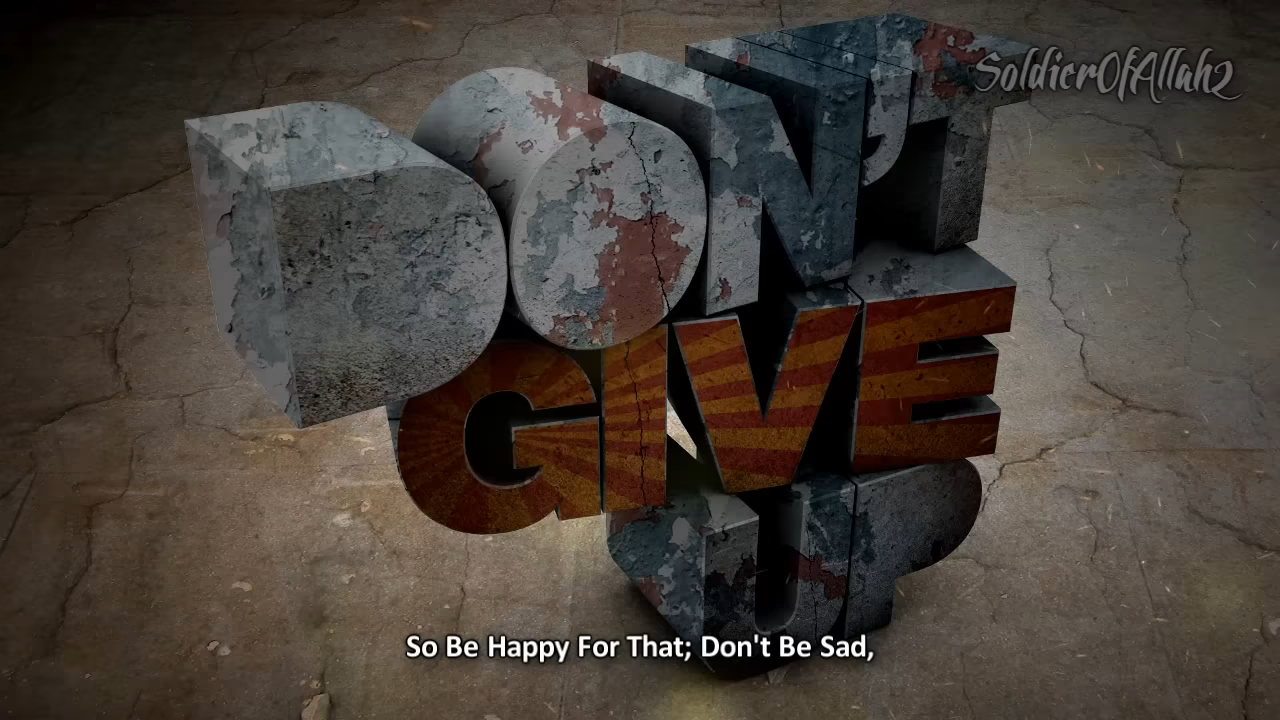 SoldierOfAllah2
DON'T
GIVE
UP
So Be Happy For That; Don't Be Sad,